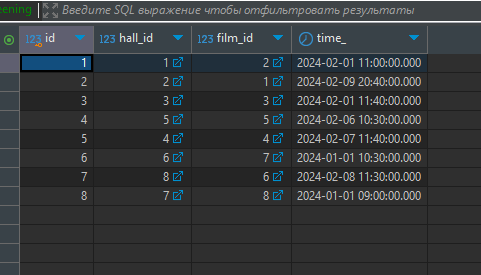 eening Введите SQL выражение чтобы отфильтровать результаты
123 id 123 hall_id 123 film_id time_
1 1 2 2024-02-01 11:00:00.000
2 2 1 2024-02-09 20:40:00.000
3 3 3 2024-02-01 11:40:00.000
4 5 5 2024-02-06 10:30:00.000
5 4 4 2024-02-07 11:40:00.000
6 6 7 2024-01-01 10:30:00.000
7 8 6 2024-02-08 11:30:00.000
8 7 8 2024-01-01 09:00:00.000